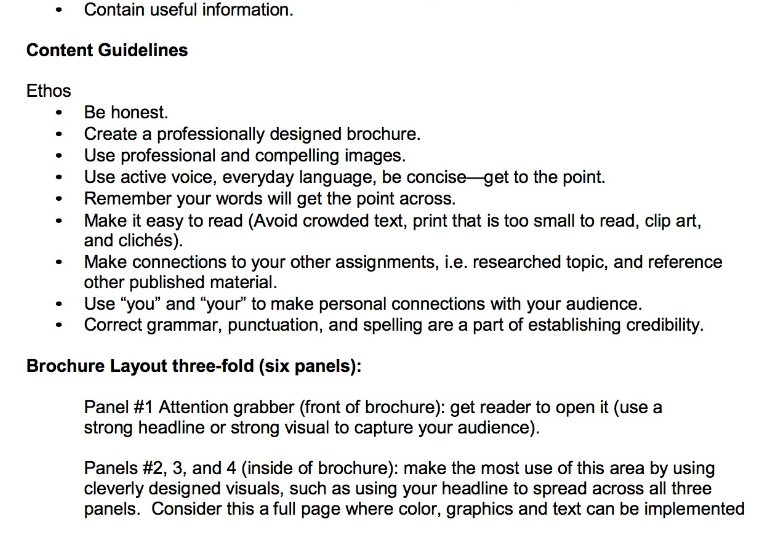 • Contain useful information.
Content Guidelines
Ethos
• Be honest.
• Create a professionally designed brochure.
• Use professional and compelling images.
• Use active voice, everyday language, be concise—get to the point.
• Remember your words will get the point across.
• Make it easy to read (Avoid crowded text, print that is too small to read, clip art,
and clichés).
• Make connections to your other assignments, i.e. researched topic, and reference
other published material.
• Use “you” and “your” to make personal connections with your audience.
• Correct grammar, punctuation, and spelling are a part of establishing credibility.
Brochure Layout three-fold (six panels):
Panel #1 Attention grabber (front of brochure): get reader to open it (use a
strong headline or strong visual to capture your audience).
Panels #2, 3, and 4 (inside of brochure): make the most use of this area by using
cleverly designed visuals, such as using your headline to spread across all three
panels.  Consider this a full page where color, graphics and text can be implemented